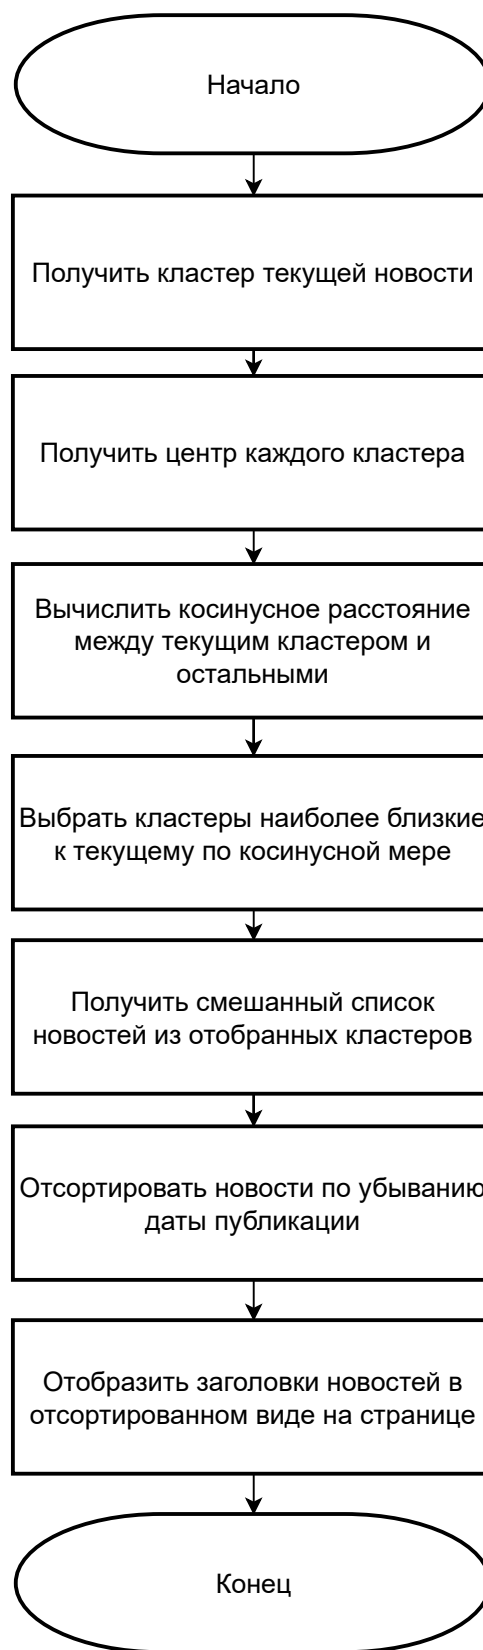 Начало
Получить кластер текущей новости
Получить центр каждого кластера
Вычислить косинусное расстояние
между текущим кластером и
остальными
Выбрать кластеры наиболее близкие
к текущему по косинусной мере
Получить смешанный список
новостей из отобранных кластеров
Отсортировать новости по убыванию
даты публикации
Отобразить заголовки новостей в
отсортированном виде на странице
Конец